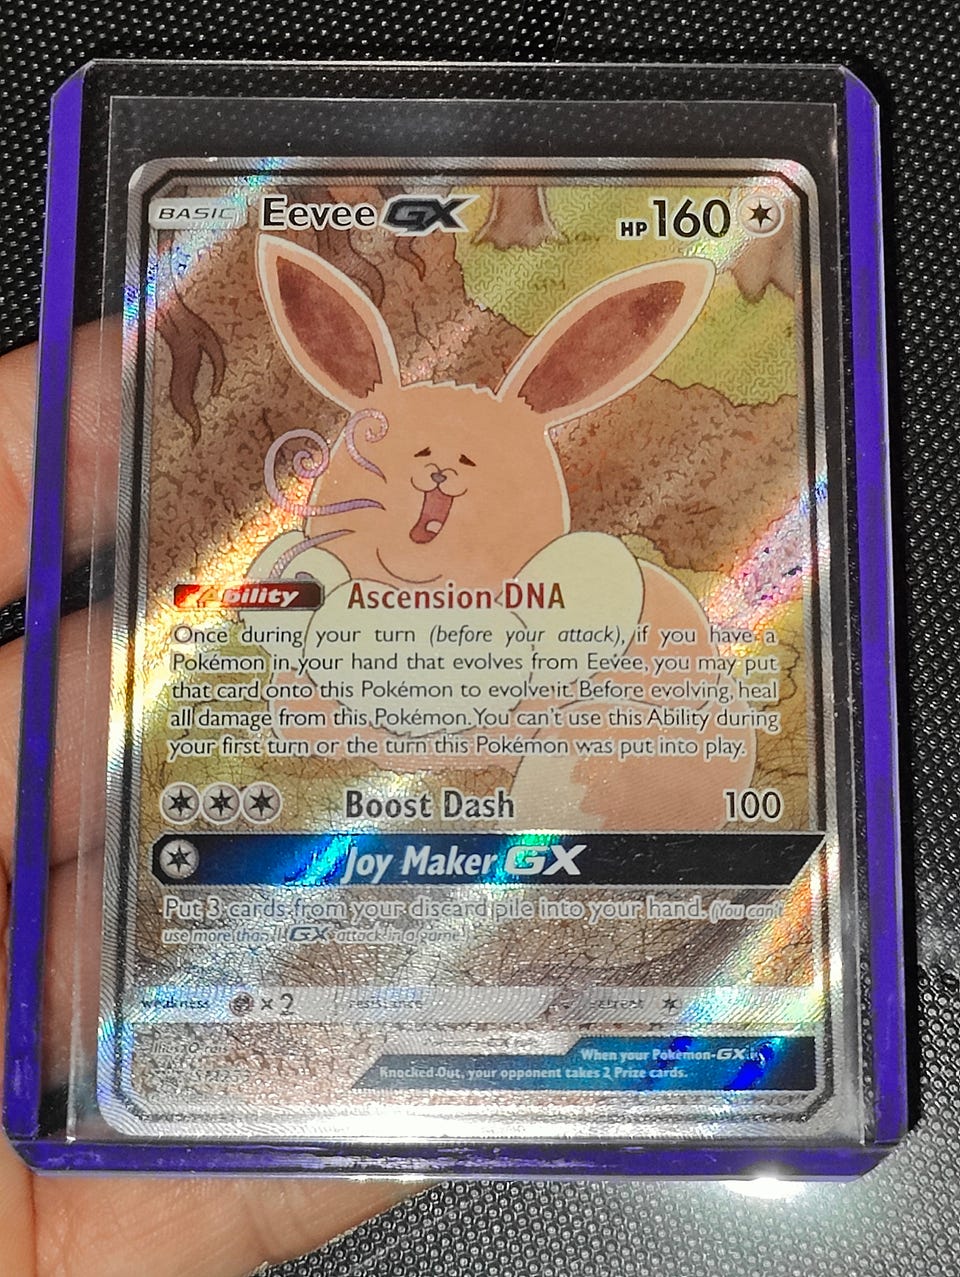 BASIC Eevee GX HP 160
Ability Ascension DNA
Once during your turn (before your attack), if you have a
Pokémon in your hand that evolves from Eevee, you may put
that card onto this Pokémon to evolve it. Before evolving, heal
all damage from this Pokémon. You can't use this Ability during
your first turn or the turn this Pokémon was put into play.
Boost Dash 100
Joy Maker GX
Put 3 cards from your discard pile into your hand. (You can't
use more than 1 GX attack in a game.)
weakness × 2 resistance retreat
When your Pokémon-GX is
Knocked Out, your opponent takes 2 Prize cards.